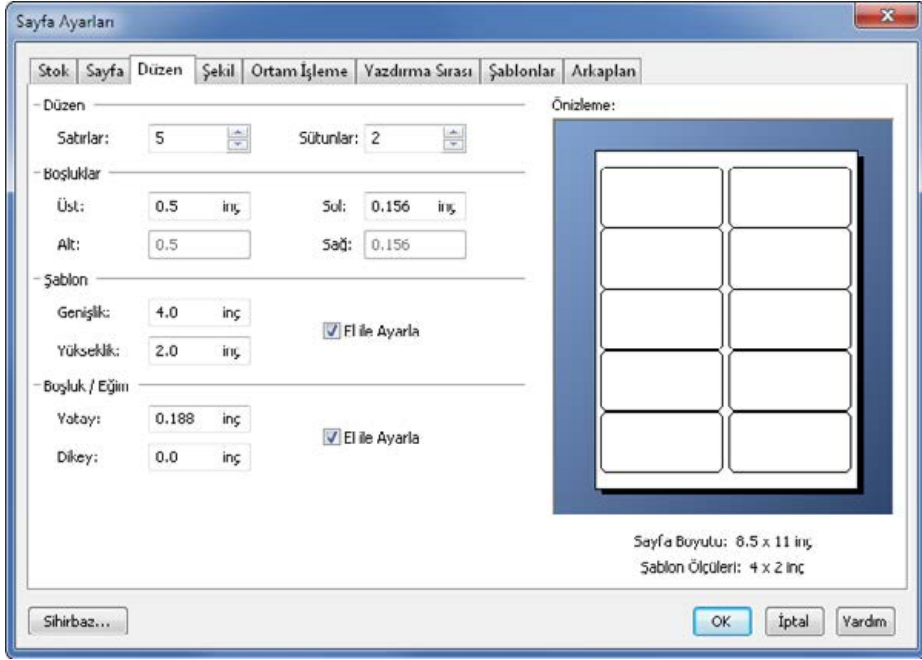 Sayfa Ayarları
Stok Sayfa Düzen Şekil Ortam İşleme Yazdırma Sırası Şablonlar Arkaplan
Düzen
Satırlar: 5 Sütunlar: 2
Boşluklar
Üst: 0.5 inç Sol: 0.156 inç
Alt: 0.5 Sağ: 0.156
Şablon
Genişlik: 4.0 inç
El ile Ayarla
Yükseklik: 2.0 inç
Boşluk / Eğim
Yatay: 0.188 inç
El ile Ayarla
Dikey: 0.0 inç
Önizleme:
Sayfa Boyutu: 8.5 x 11 inç
Şablon Ölçüleri: 4 x 2 inç
Sihirbaz... OK İptal Yardım